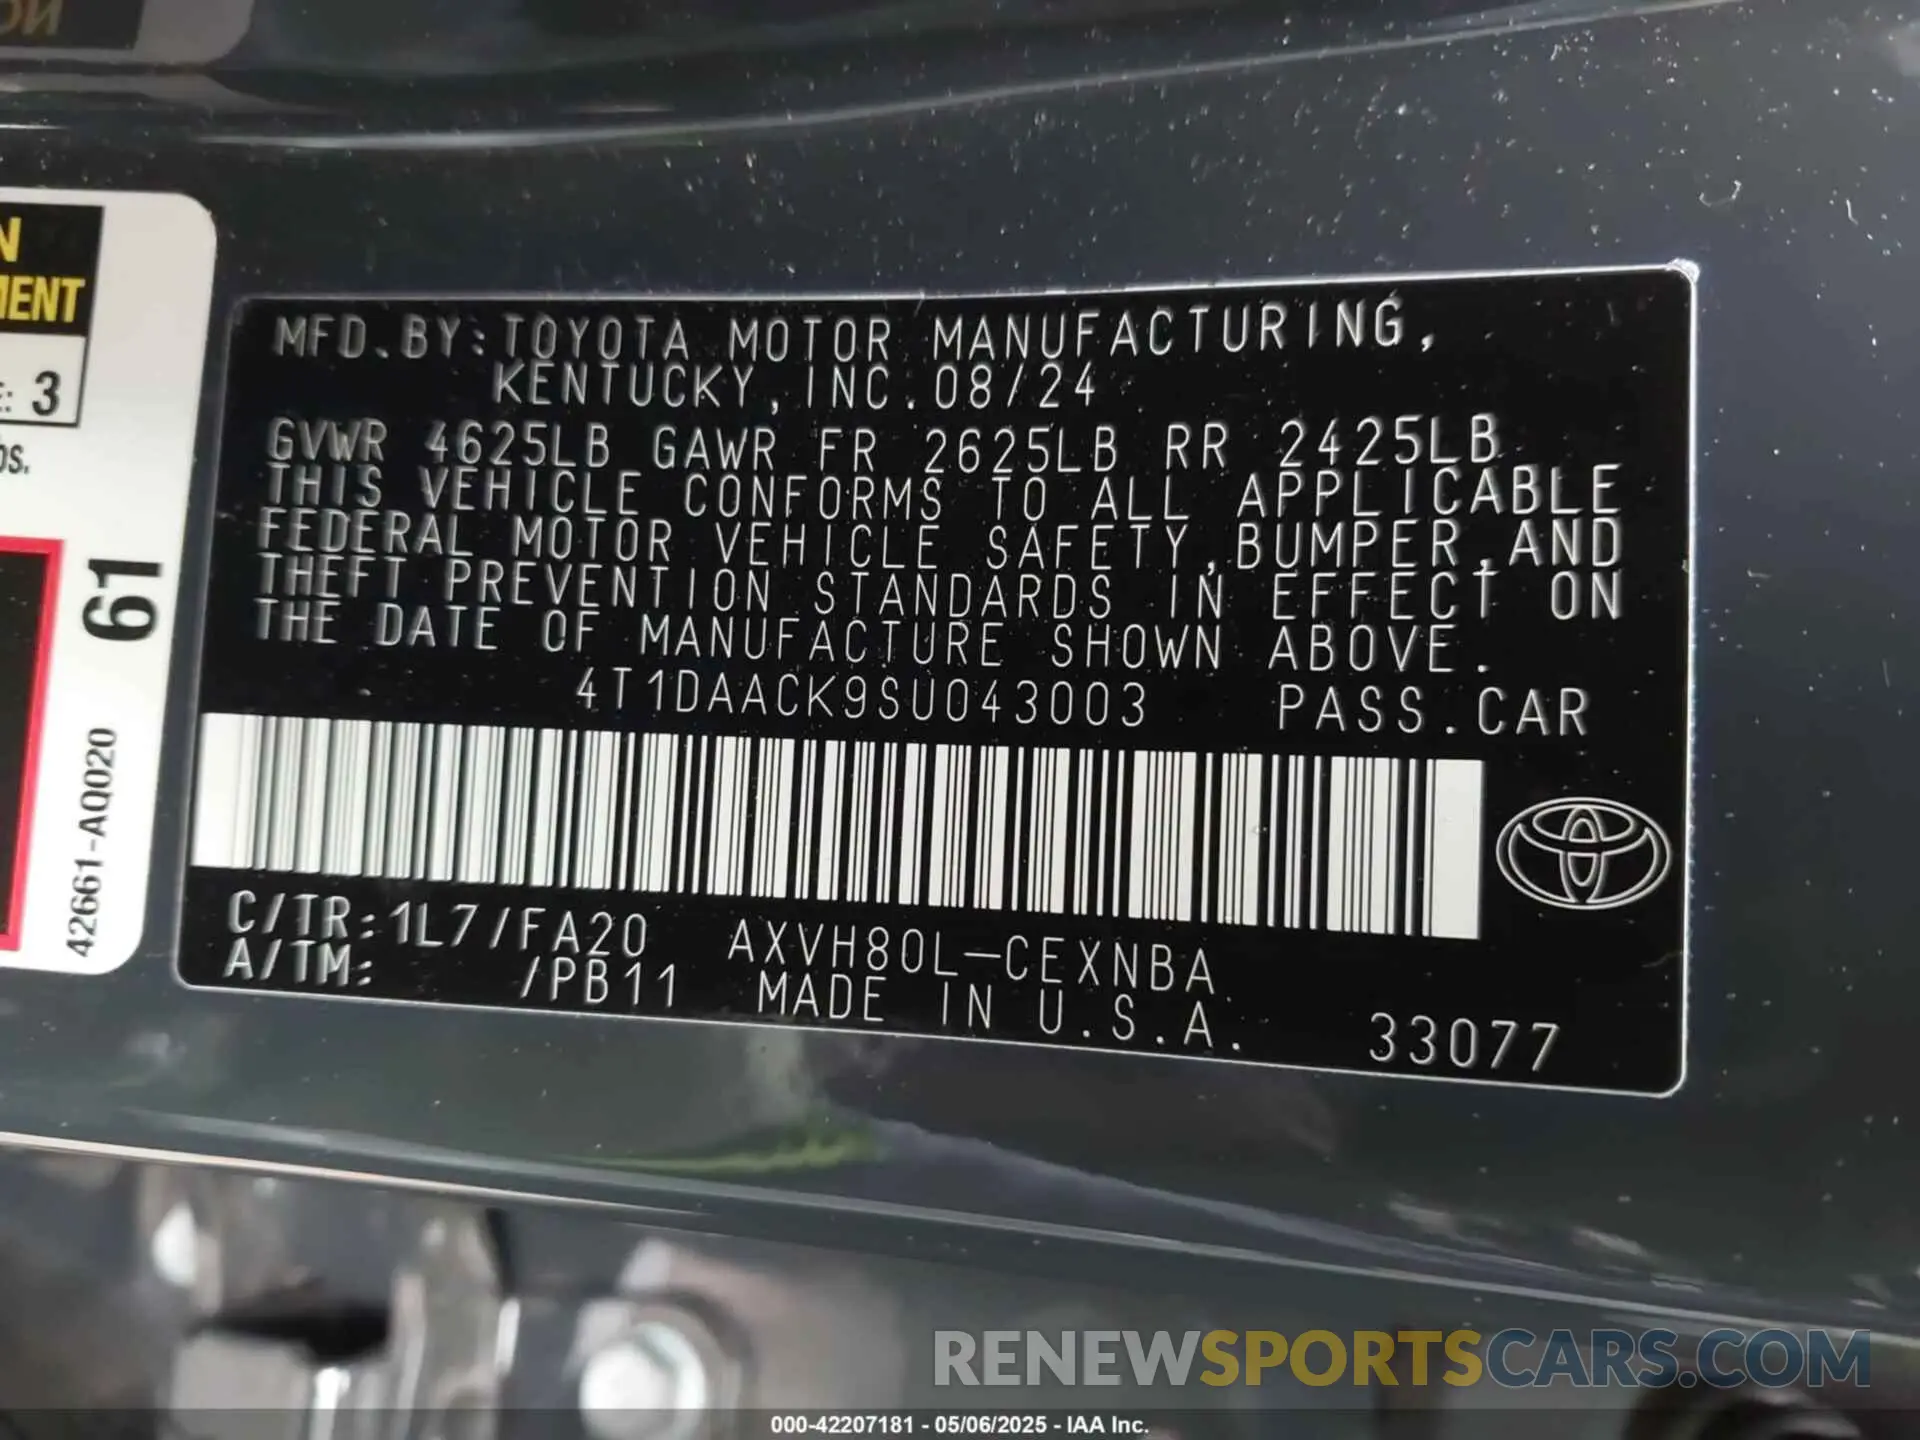 N
MENT
: 3
bs.
61
42661-AQ020
MFD.BY:TOYOTA MOTOR MANUFACTURING,
KENTUCKY,INC.08/24
GVWR 4625LB GAWR FR 2625LB RR 2425LB
THIS VEHICLE CONFORMS TO ALL APPLICABLE
FEDERAL MOTOR VEHICLE SAFETY,BUMPER,AND
THEFT PREVENTION STANDARDS IN EFFECT ON
THE DATE OF MANUFACTURE SHOWN ABOVE.
4T1DAACK9SU043003 PASS.CAR
C/TR:1L7/FA20 AXVH80L-CEXNBA
A/TM: /PB11 MADE IN U.S.A.
33077
RENEWSPORTSCARS.COM
000-42207181 - 05/06/2025 - IAA Inc.